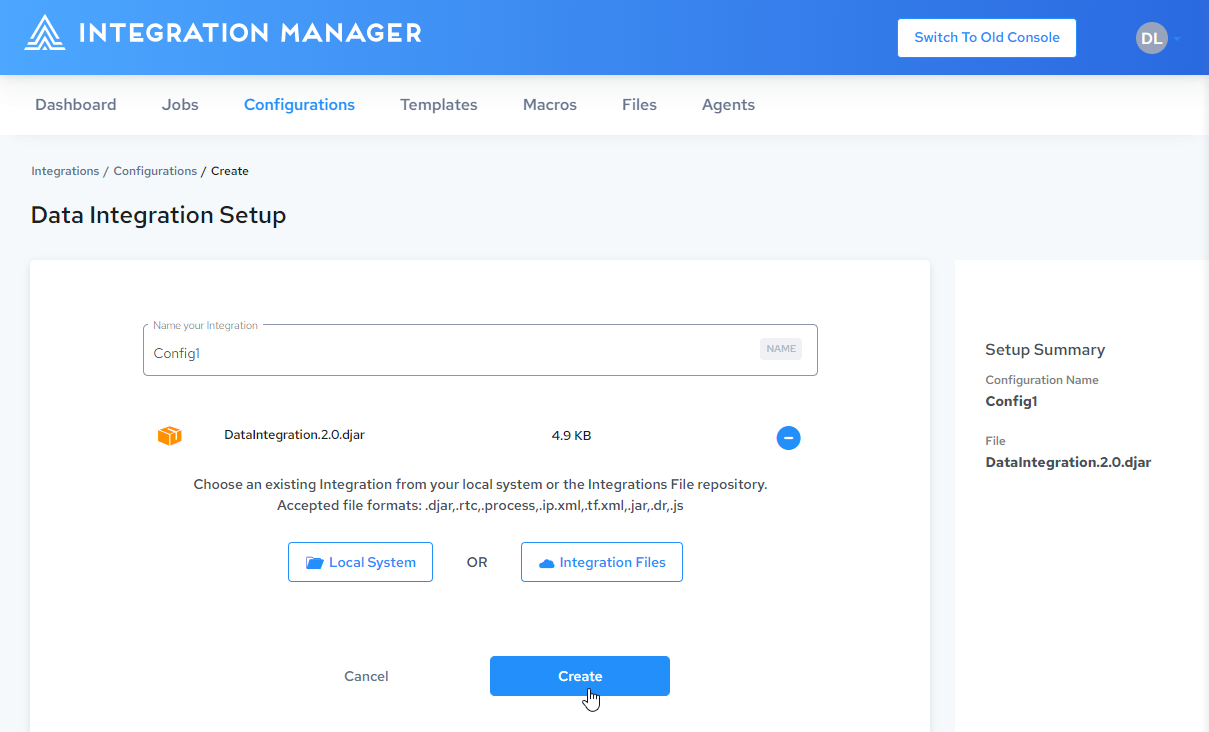 INTEGRATION MANAGER
Switch To Old Console
DL
Dashboard Jobs Configurations Templates Macros Files Agents
Integrations / Configurations / Create
Data Integration Setup
Name your Integration
Config1
NAME
DataIntegration.2.0.djar 4.9 KB
Choose an existing Integration from your local system or the Integrations File repository.
Accepted file formats: .djar,.rtc,.process,.ip.xml,.tf.xml,.jar,.dr,.js
Local System OR Integration Files
Cancel Create
Setup Summary
Configuration Name
Config1
File
DataIntegration.2.0.djar